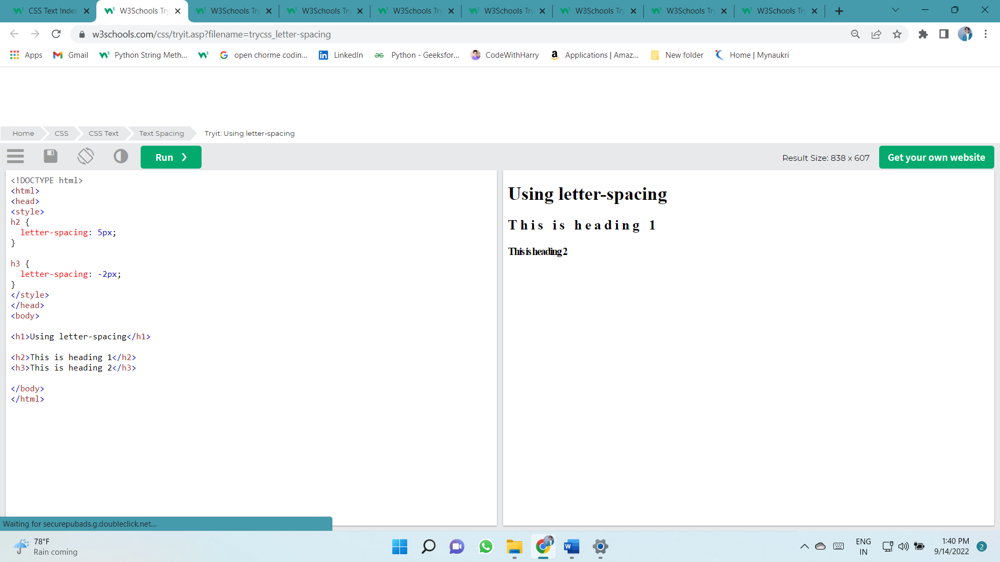 CSS Text Inden
W3Schools Try
W3Schools Try
W3Schools Try
W3Schools Try
W3Schools Try
W3Schools Try
W3Schools Try
W3Schools Try
w3schools.com/css/tryit.asp?filename=trycss_letter-spacing
Apps Gmail Python String Meth... open chorme codin... LinkedIn Python - Geeksfor... CodeWithHarry Applications | Amaz... New folder Home | Mynaukri
Home CSS CSS Text Text Spacing Tryit: Using letter-spacing
Run ❯ Result Size: 838 x 607 Get your own website
<!DOCTYPE html>
<html>
<head>
<style>
h2 {
  letter-spacing: 5px;
}
h3 {
  letter-spacing: -2px;
}
</style>
</head>
<body>
<h1>Using letter-spacing</h1>
<h2>This is heading 1</h2>
<h3>This is heading 2</h3>
</body>
</html>
Using letter-spacing
This is heading 1
This is heading 2
Waiting for securepubads.g.doubleclick.net...
78°F
Rain coming
ENG
IN
1:40 PM
9/14/2022
2